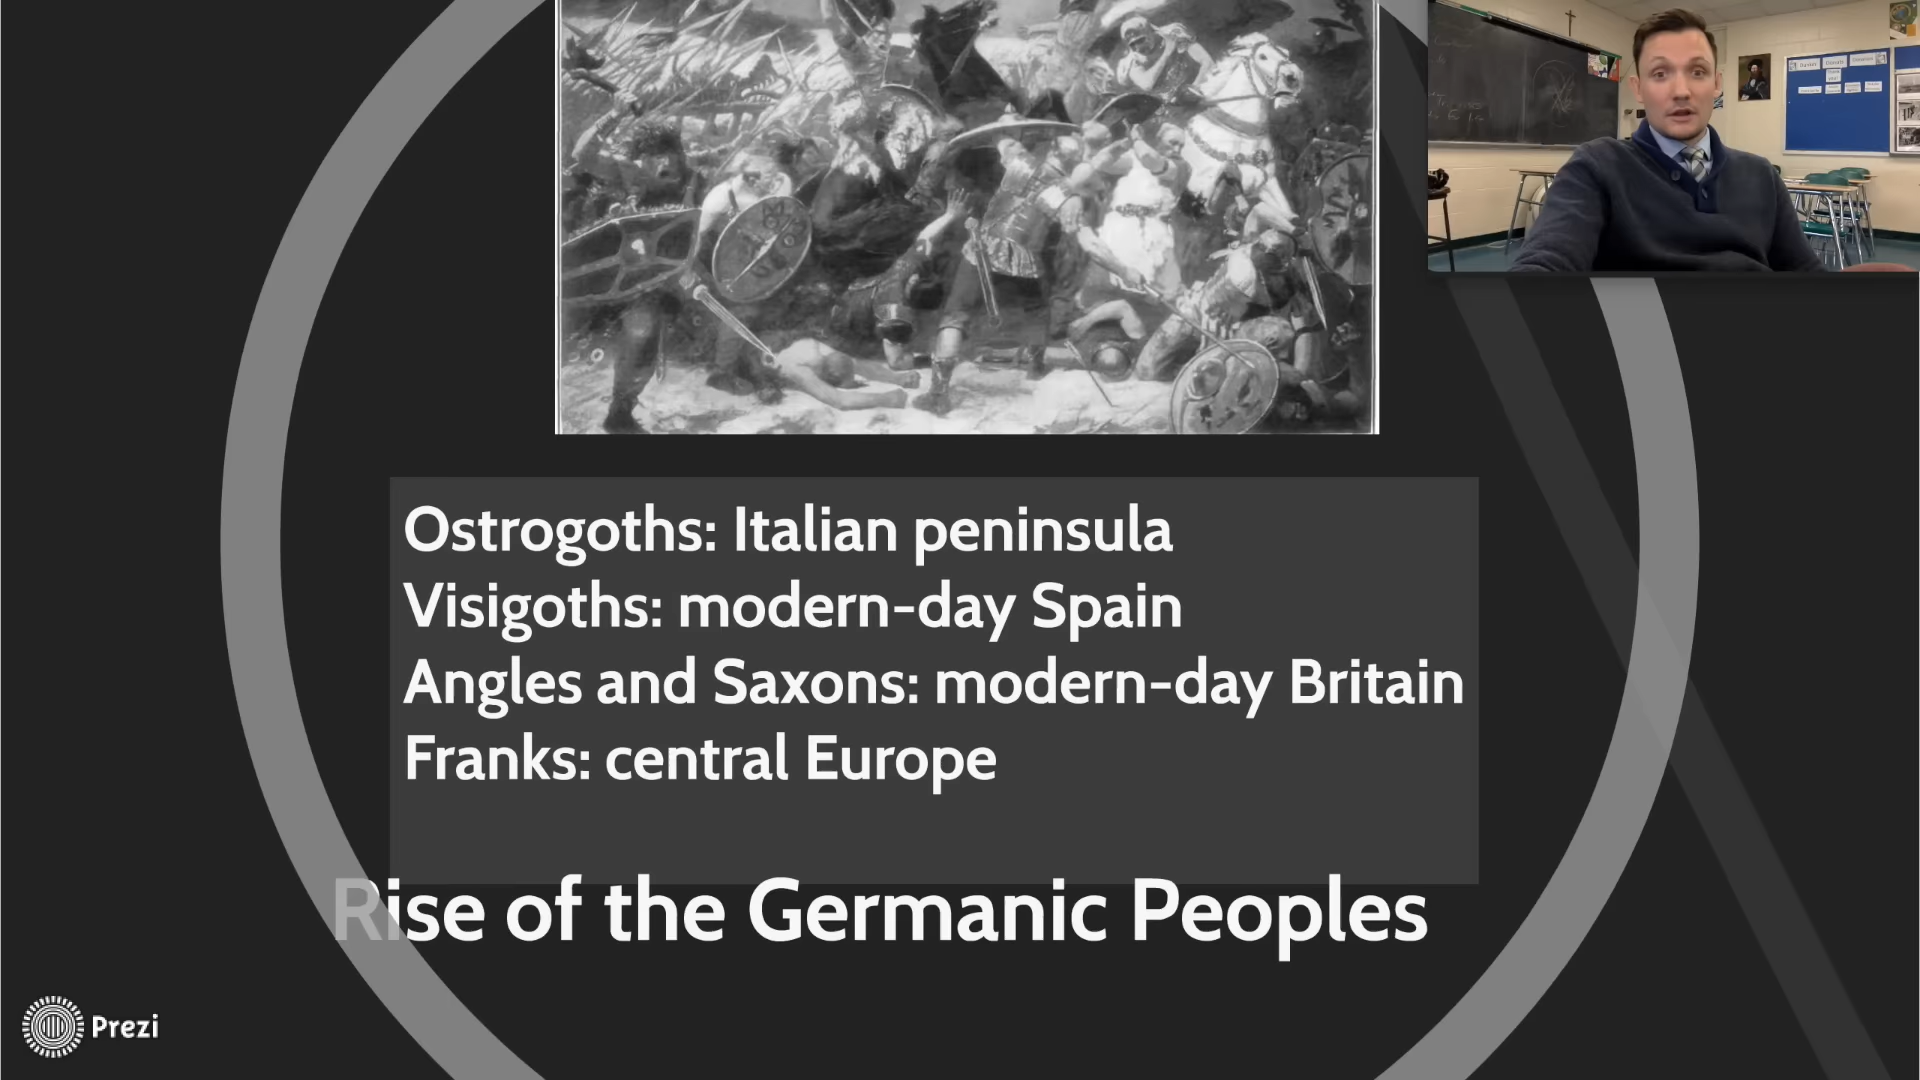 Ostrogoths: Italian peninsula
Visigoths: modern-day Spain
Angles and Saxons: modern-day Britain
Franks: central Europe
Rise of the Germanic Peoples
Prezi